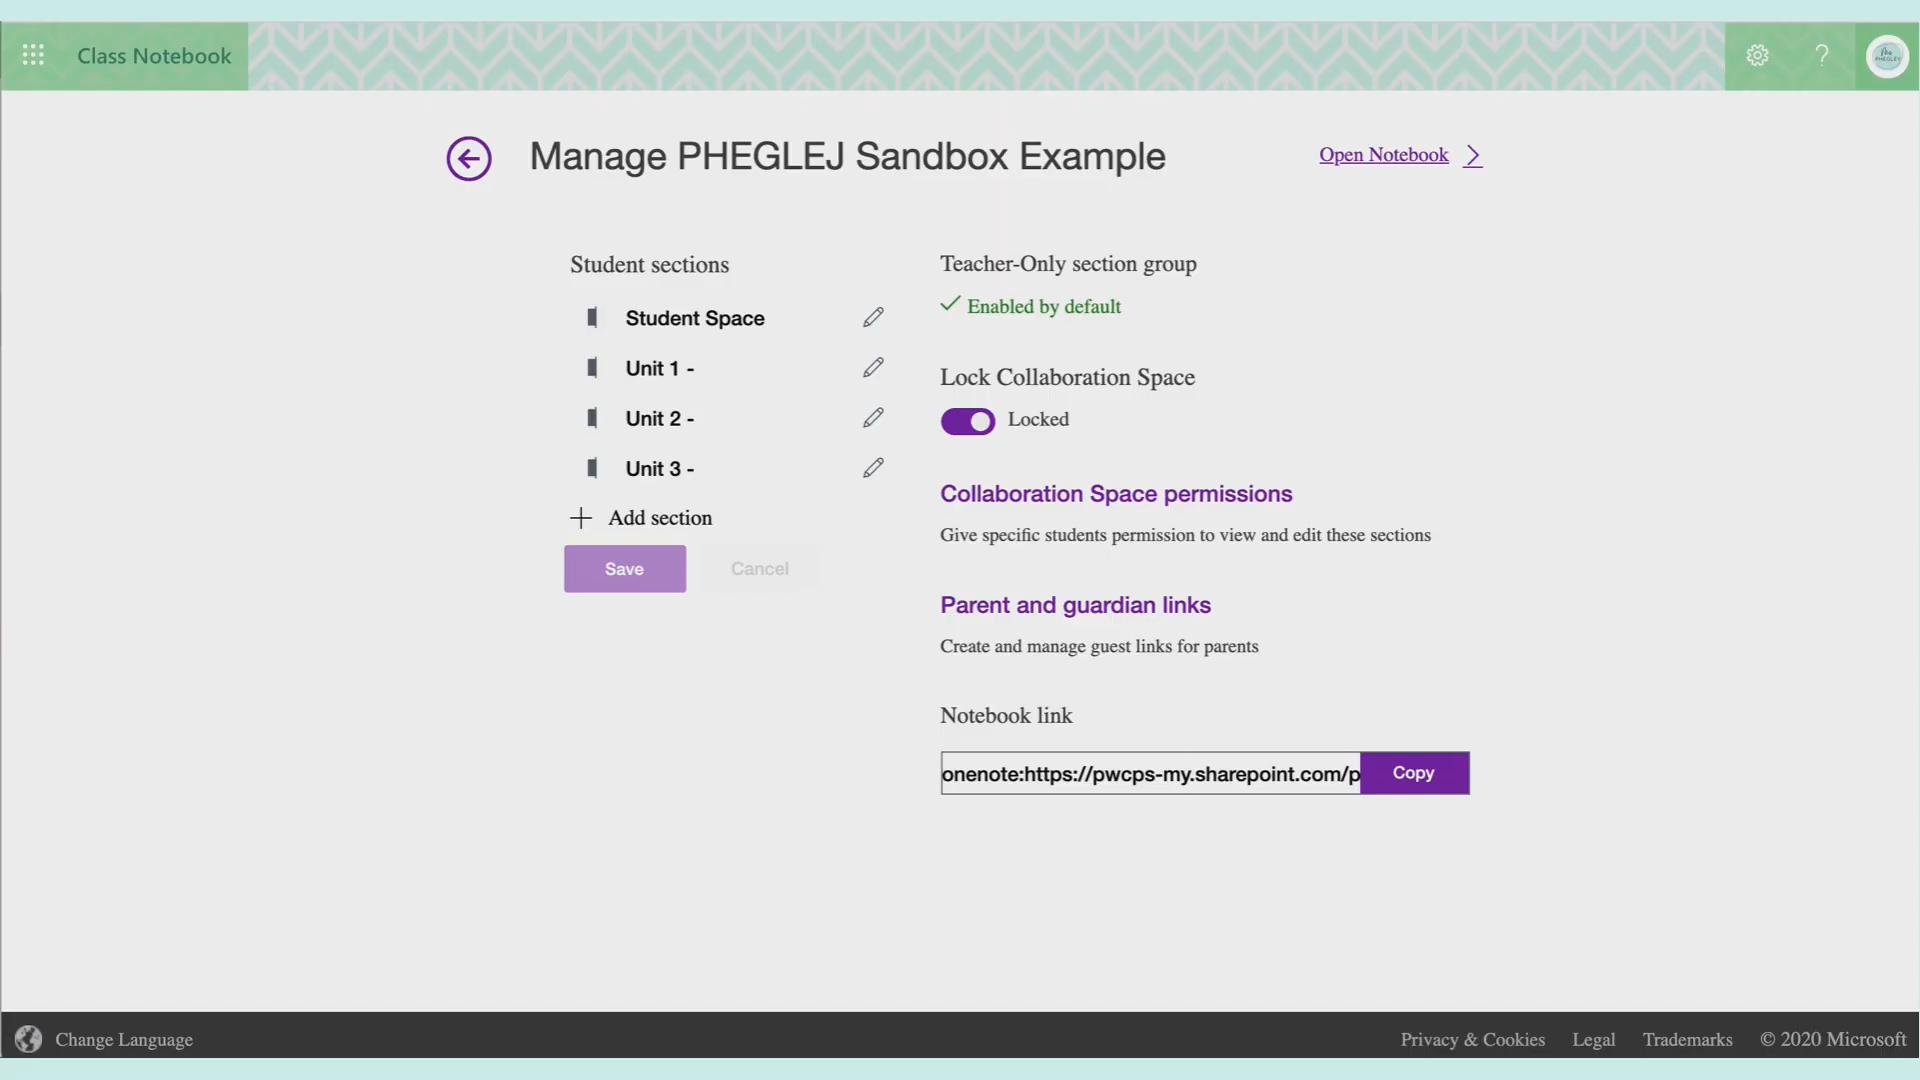 Class Notebook
?
The
PHEGLEY
Manage PHEGLEJ Sandbox Example
Open Notebook
Student sections
Student Space
Unit 1 -
Unit 2 -
Unit 3 -
Add section
Save
Cancel
Teacher-Only section group
Enabled by default
Lock Collaboration Space
Locked
Collaboration Space permissions
Give specific students permission to view and edit these sections
Parent and guardian links
Create and manage guest links for parents
Notebook link
onenote:https://pwcps-my.sharepoint.com/p
Copy
Change Language
Privacy & Cookies
Legal
Trademarks
© 2020 Microsoft